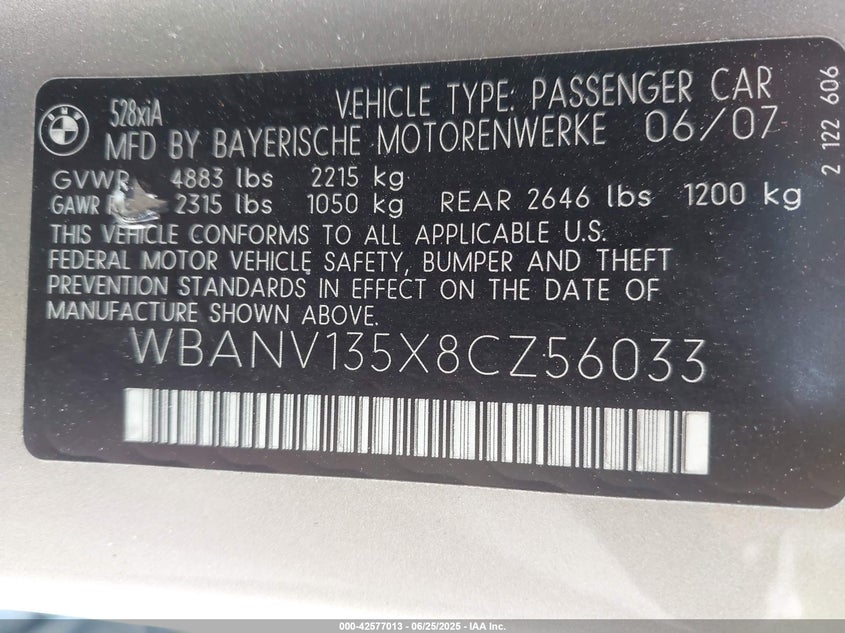 BMW
528xiA
VEHICLE TYPE: PASSENGER CAR
MFD BY BAYERISCHE MOTORENWERKE 06/07
GVWR 4883 lbs 2215 kg
GAWR 2315 lbs 1050 kg REAR 2646 lbs 1200 kg
THIS VEHICLE CONFORMS TO ALL APPLICABLE U.S.
FEDERAL MOTOR VEHICLE SAFETY, BUMPER AND THEFT
PREVENTION STANDARDS IN EFFECT ON THE DATE OF
MANUFACTURE SHOWN ABOVE.
WBANV135X8CZ56033
2 122 606
000-42577013 - 06/25/2025 - IAA Inc.